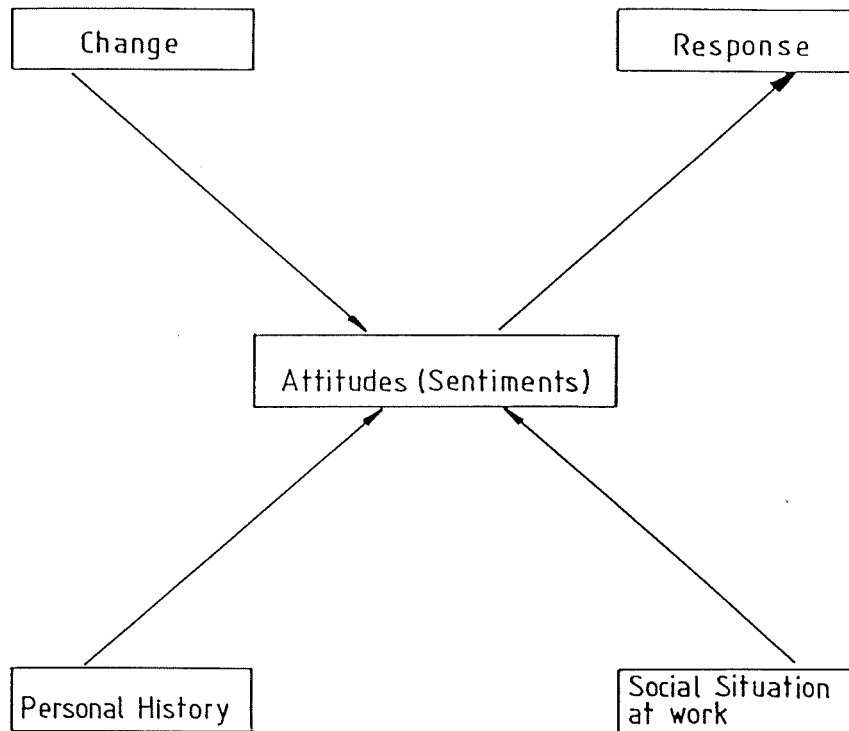 Change
Response
Attitudes (Sentiments)
Personal History
Social Situation
at work